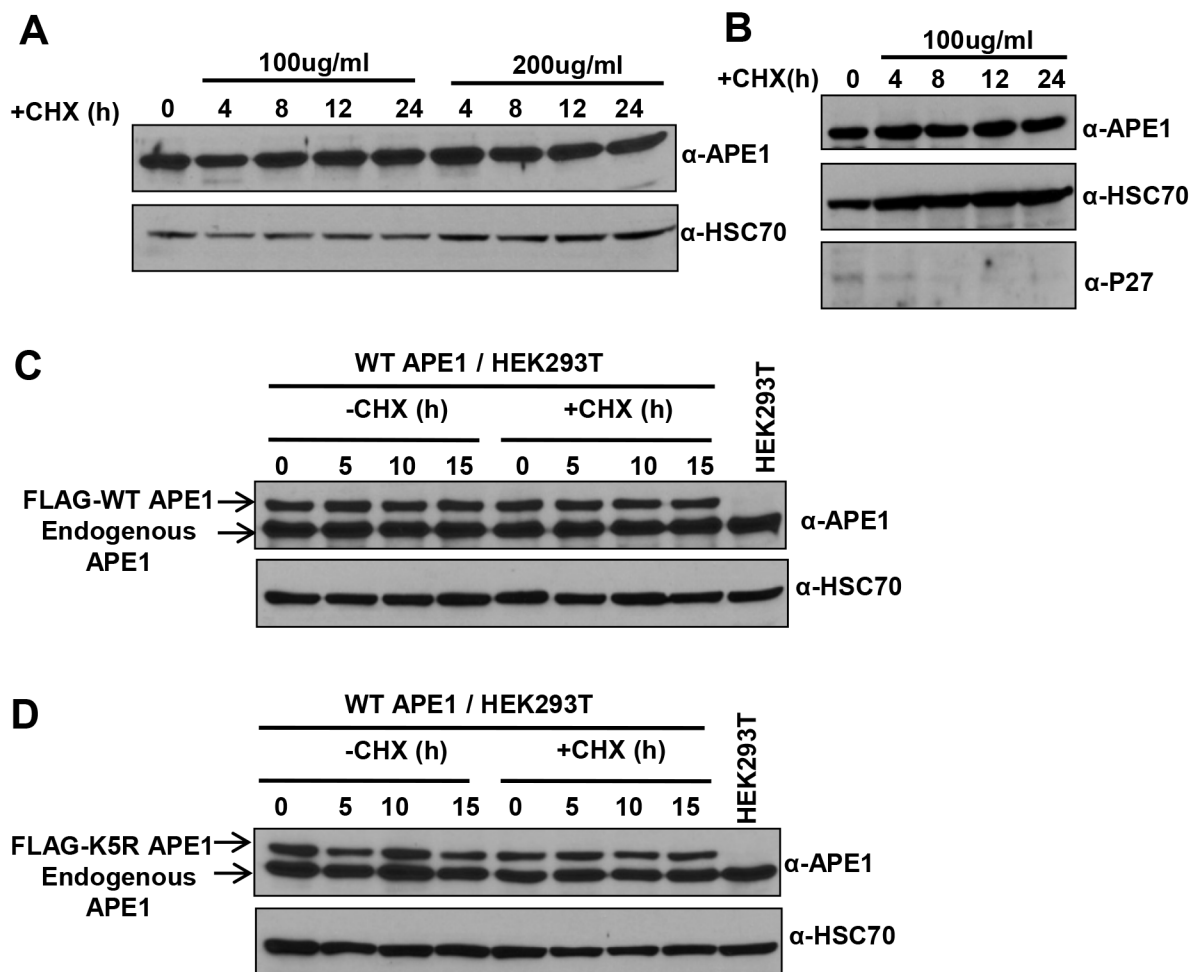 A
100ug/ml 200ug/ml
+CHX (h) 0 4 8 12 24 4 8 12 24
α-APE1
α-HSC70
B
100ug/ml
+CHX(h) 0 4 8 12 24
α-APE1
α-HSC70
α-P27
C
WT APE1 / HEK293T
-CHX (h) +CHX (h)
HEK293T
0 5 10 15 0 5 10 15
FLAG-WT APE1
Endogenous
APE1
α-APE1
α-HSC70
D
WT APE1 / HEK293T
-CHX (h) +CHX (h)
HEK293T
0 5 10 15 0 5 10 15
FLAG-K5R APE1
Endogenous
APE1
α-APE1
α-HSC70